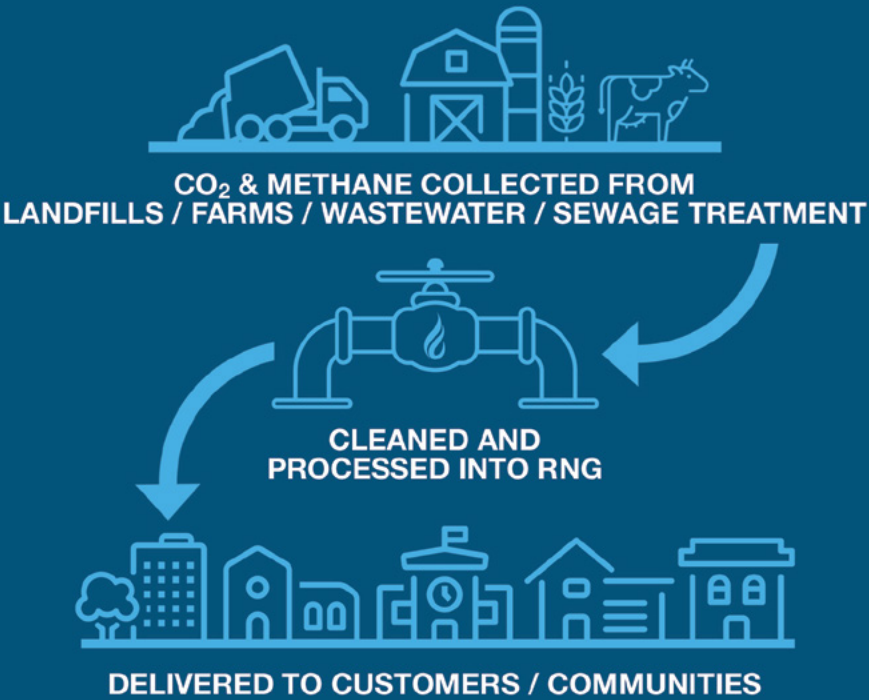 CO₂ & METHANE COLLECTED FROM
LANDFILLS / FARMS / WASTEWATER / SEWAGE TREATMENT
CLEANED AND
PROCESSED INTO RNG
DELIVERED TO CUSTOMERS / COMMUNITIES